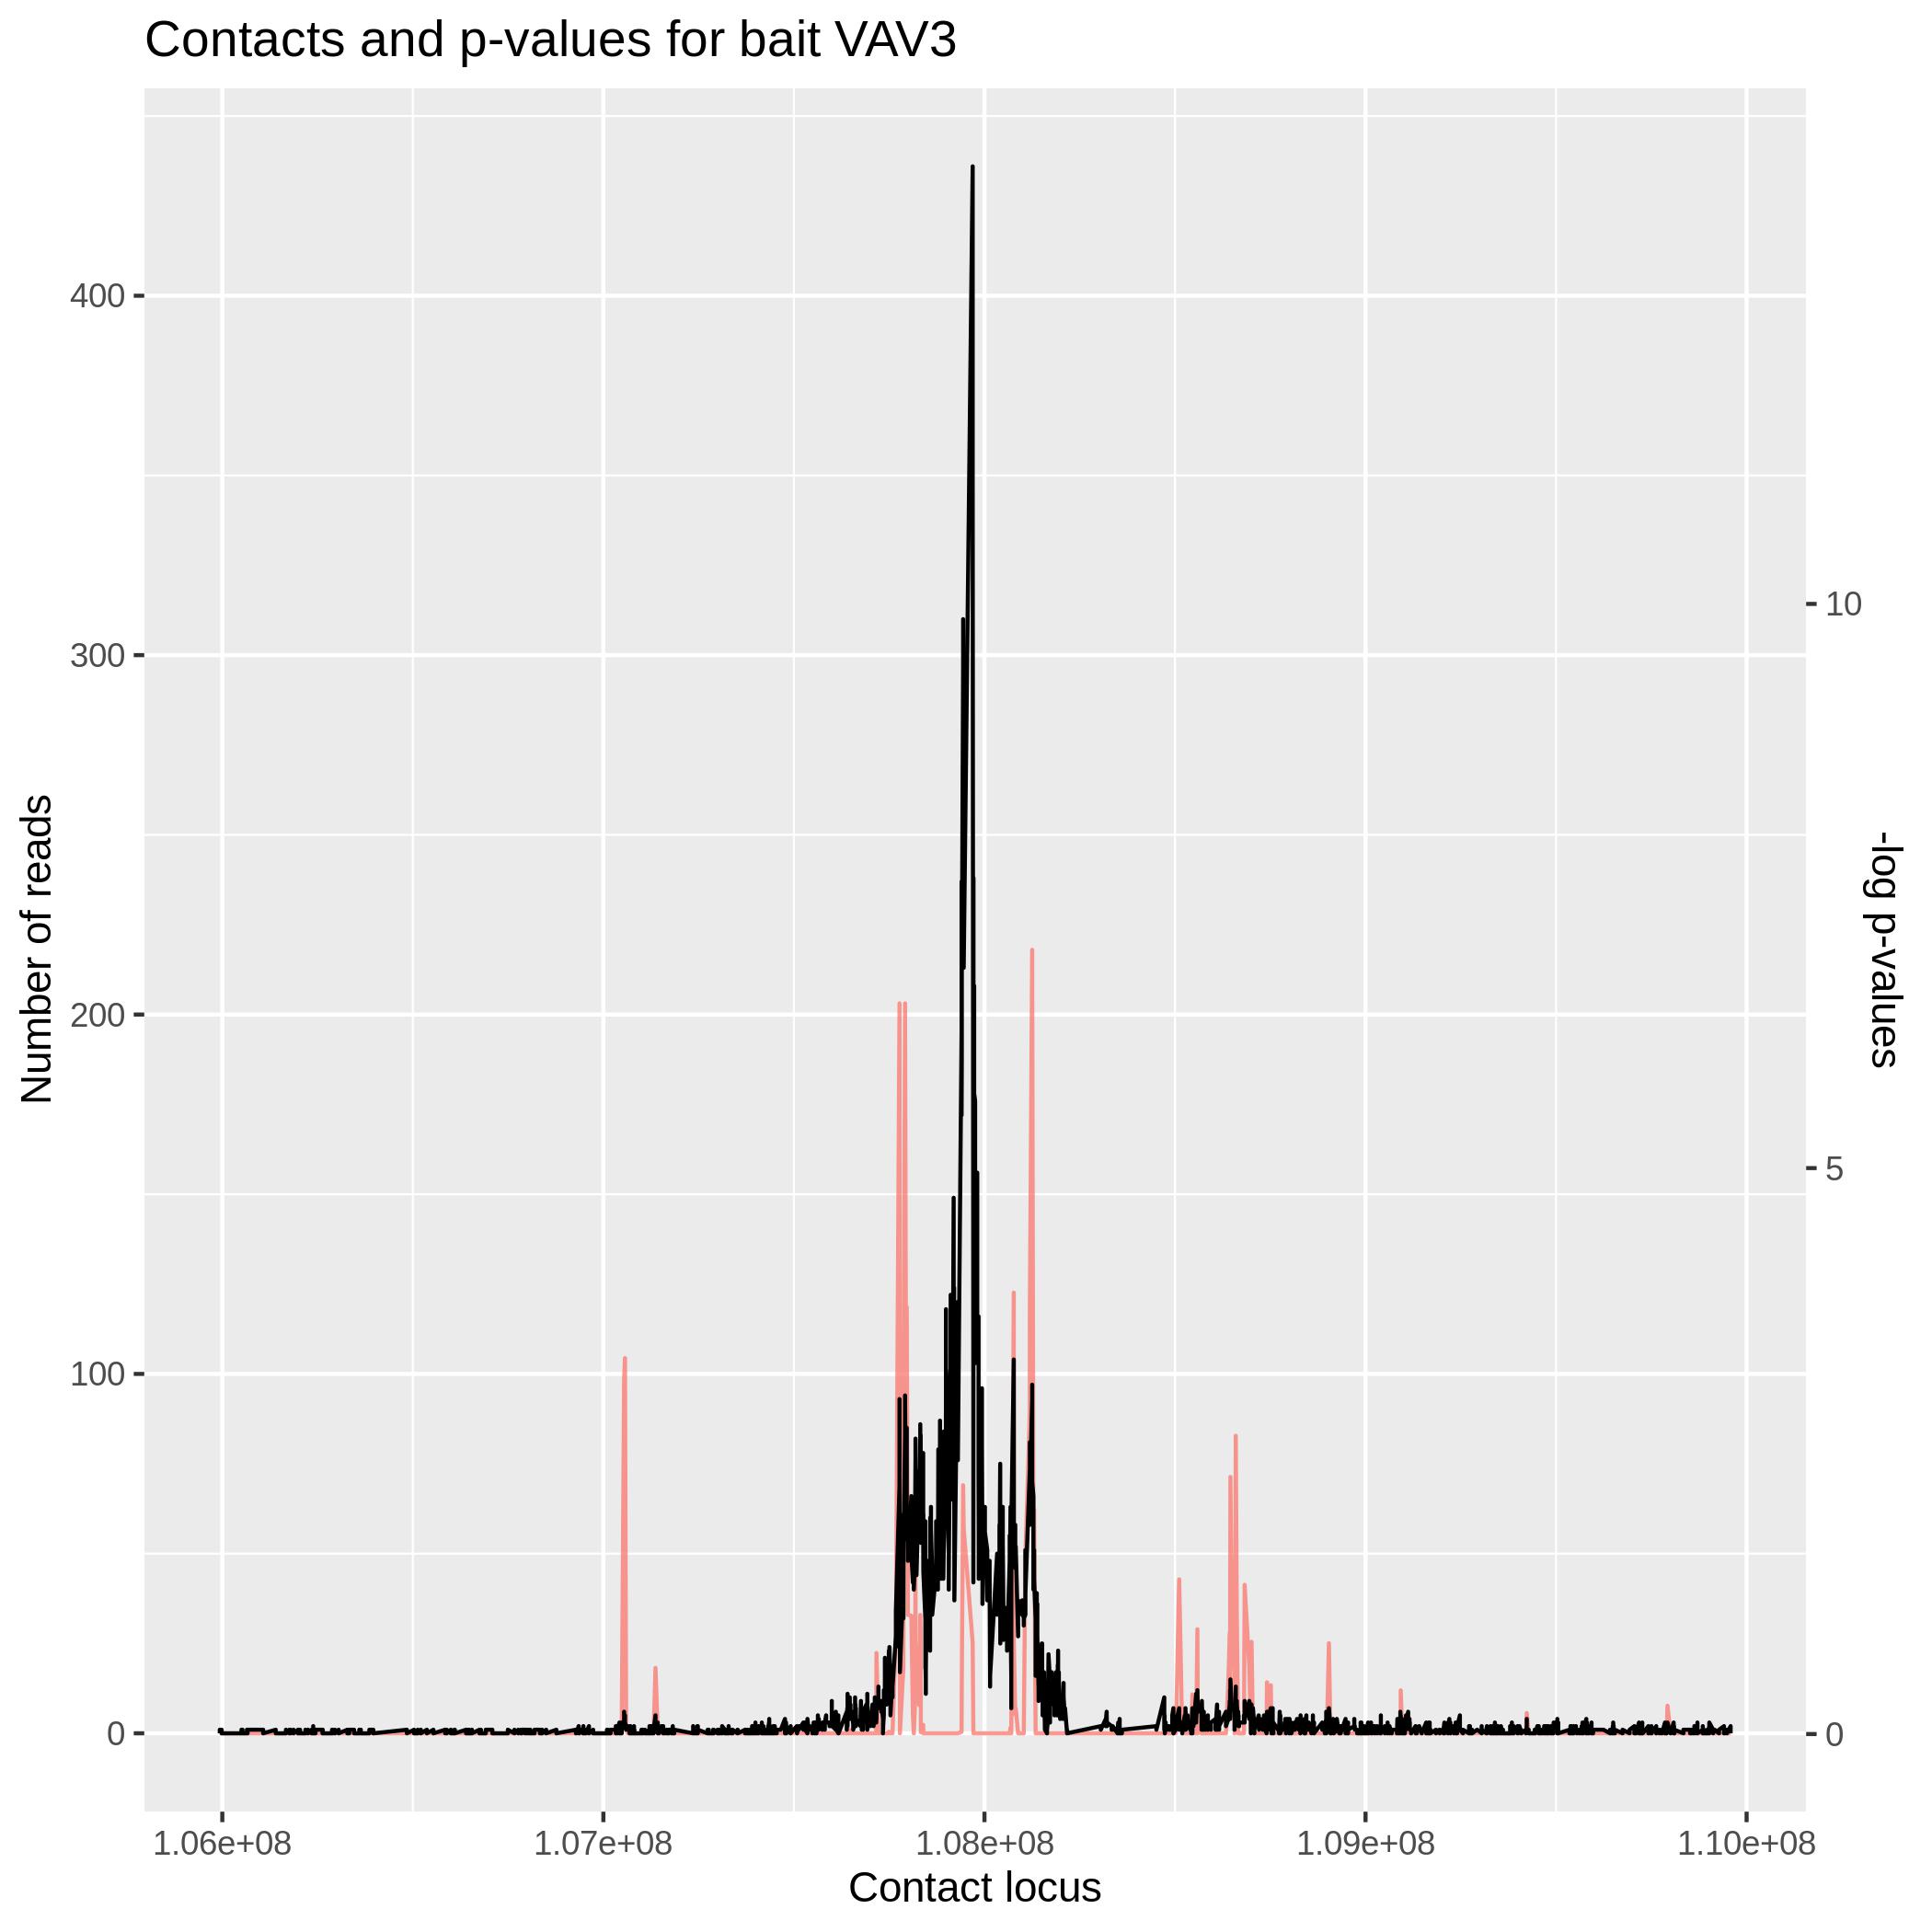 Contacts and p-values for bait VAV3
400
300
200
100
0
Number of reads
10
5
0
-log p-values
1.06e+08
1.07e+08
1.08e+08
1.09e+08
1.10e+08
Contact locus